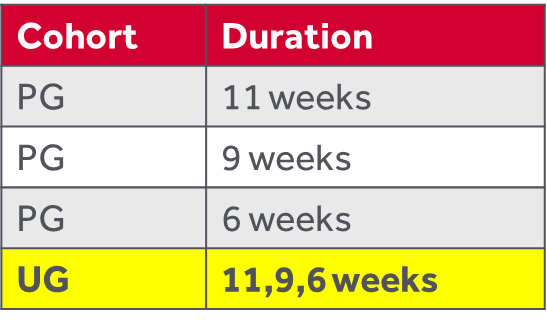 Cohort Duration
PG 11 weeks
PG 9 weeks
PG 6 weeks
UG 11,9,6 weeks